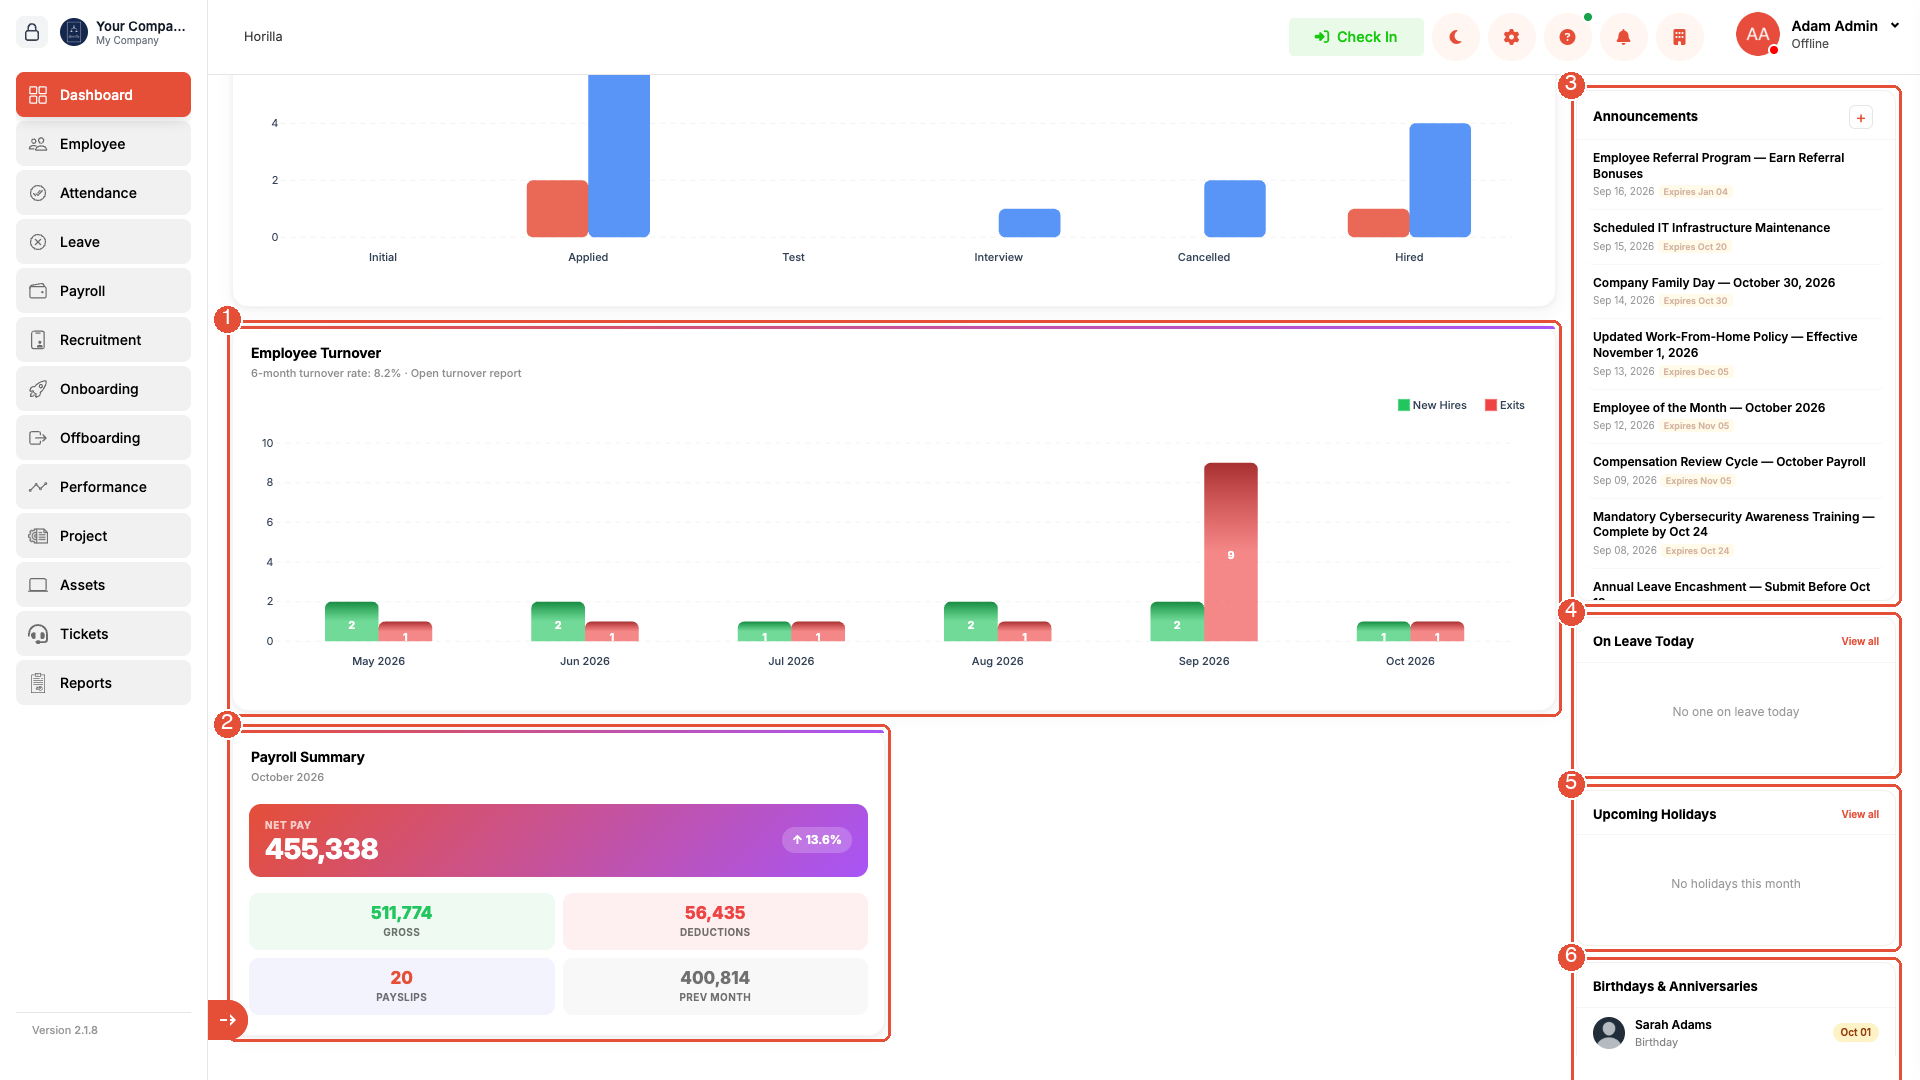 Your Compa...
My Company
Dashboard
Employee
Attendance
Leave
Payroll
Recruitment
Onboarding
Offboarding
Performance
Project
Assets
Tickets
Reports
Version 2.1.8
Horilla
Check In
AA
Adam Admin
Offline
4
2
0
Initial
Applied
Test
Interview
Cancelled
Hired
1
Employee Turnover
6-month turnover rate: 8.2% · Open turnover report
New Hires
Exits
10
8
6
4
2
0
2
1
2
1
1
1
2
1
2
9
1
1
May 2026
Jun 2026
Jul 2026
Aug 2026
Sep 2026
Oct 2026
2
Payroll Summary
October 2026
NET PAY
455,338
↑ 13.6%
511,774
GROSS
56,435
DEDUCTIONS
20
PAYSLIPS
400,814
PREV MONTH
3
Announcements
+
Employee Referral Program — Earn Referral
Bonuses
Sep 16, 2026 Expires Jan 04
Scheduled IT Infrastructure Maintenance
Sep 15, 2026 Expires Oct 20
Company Family Day — October 30, 2026
Sep 14, 2026 Expires Oct 30
Updated Work-From-Home Policy — Effective
November 1, 2026
Sep 13, 2026 Expires Dec 05
Employee of the Month — October 2026
Sep 12, 2026 Expires Nov 05
Compensation Review Cycle — October Payroll
Sep 09, 2026 Expires Nov 05
Mandatory Cybersecurity Awareness Training —
Complete by Oct 24
Sep 08, 2026 Expires Oct 24
Annual Leave Encashment — Submit Before Oct
4
On Leave Today
View all
No one on leave today
5
Upcoming Holidays
View all
No holidays this month
6
Birthdays & Anniversaries
Sarah Adams
Birthday
Oct 01